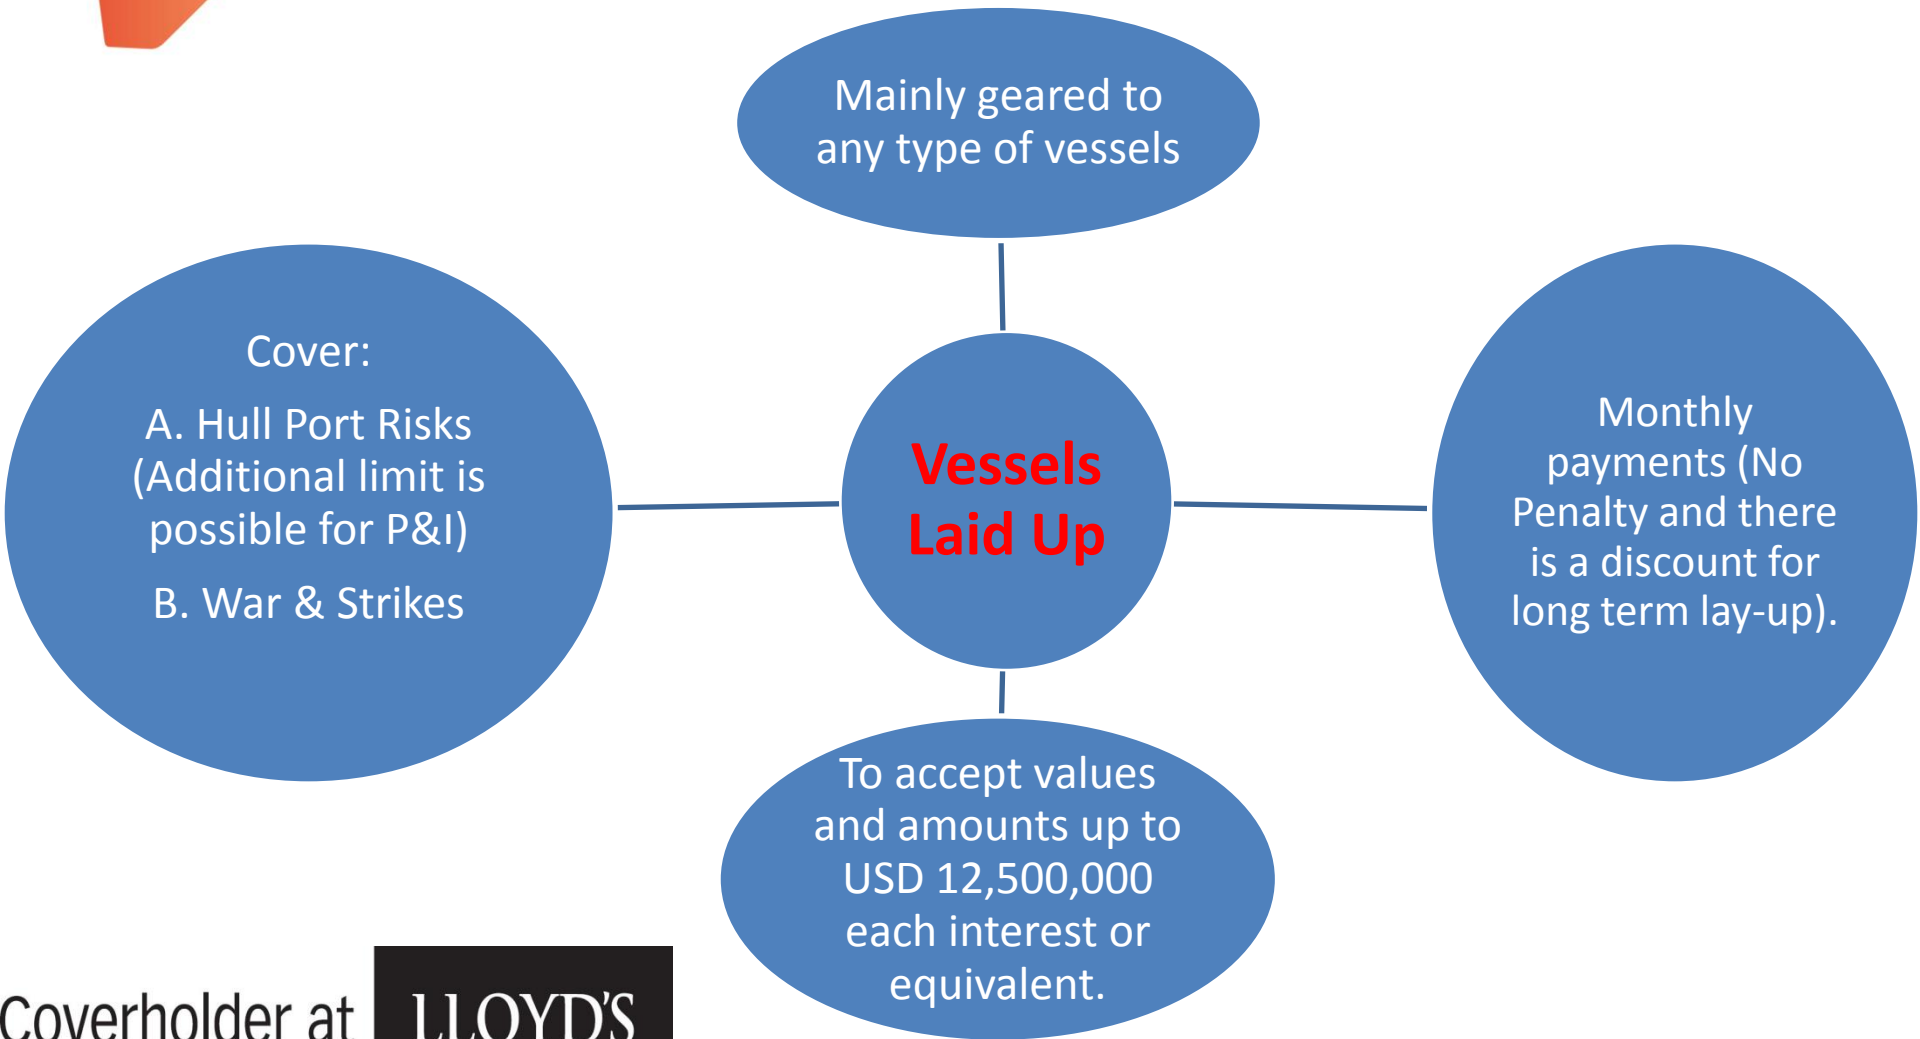 Mainly geared to
any type of vessels
Cover:
A. Hull Port Risks
(Additional limit is
possible for P&I)
B. War & Strikes
Vessels
Laid Up
Monthly
payments (No
Penalty and there
is a discount for
long term lay-up).
To accept values
and amounts up to
USD 12,500,000
each interest or
equivalent.
Coverholder at LLOYD'S